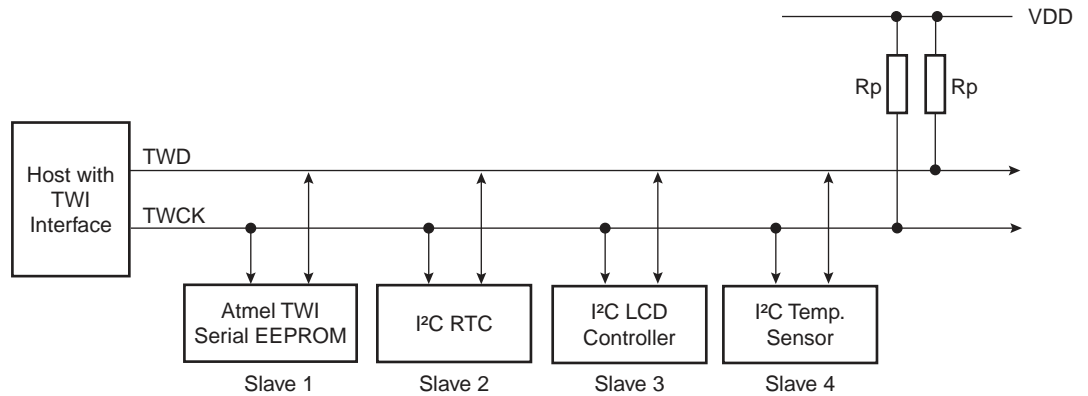 VDD
Rp
Rp
Host with
TWI
Interface
TWD
TWCK
Atmel TWI
Serial EEPROM
Slave 1
I²C RTC
Slave 2
I²C LCD
Controller
Slave 3
I²C Temp.
Sensor
Slave 4